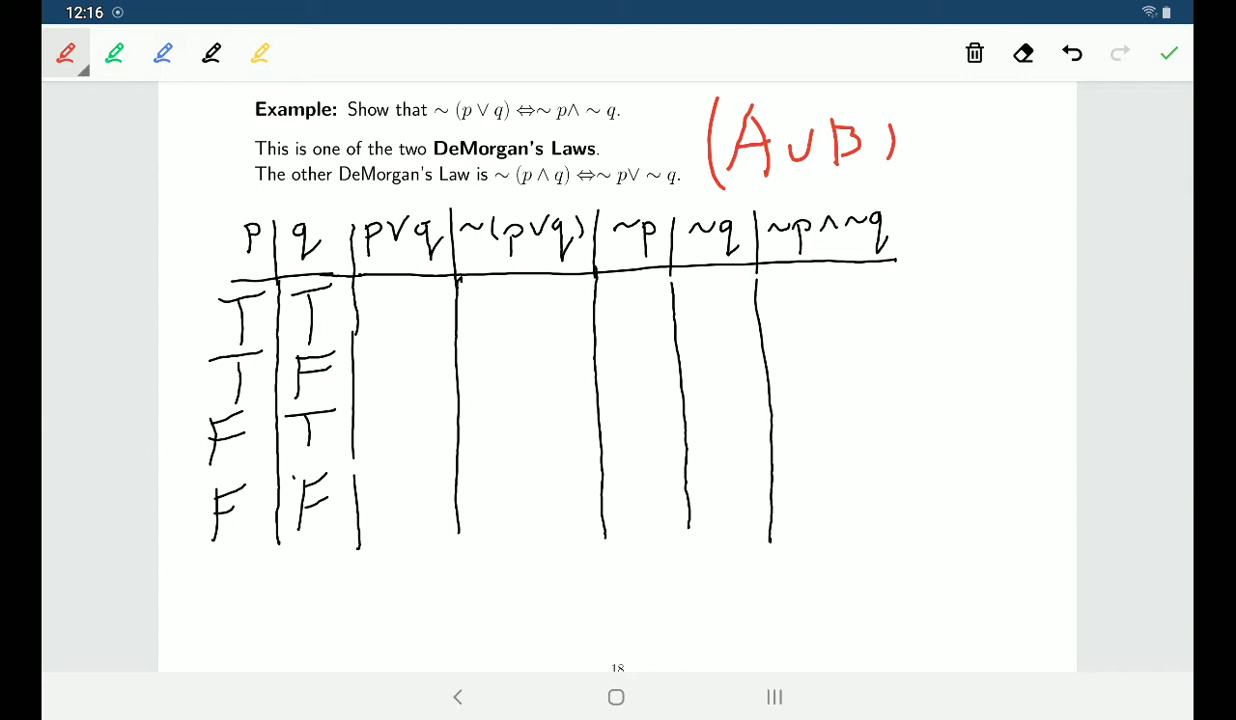 12:16
Example: Show that ∼ (p ∨ q) ⇔∼ p∧ ∼ q.
(A ∪ B)
This is one of the two DeMorgan's Laws.
The other DeMorgan's Law is ∼ (p ∧ q) ⇔∼ p∨ ∼ q.
p q p∨q ~(p∨q) ~p ~q ~p∧~q
T T
T F
F T
F F
18